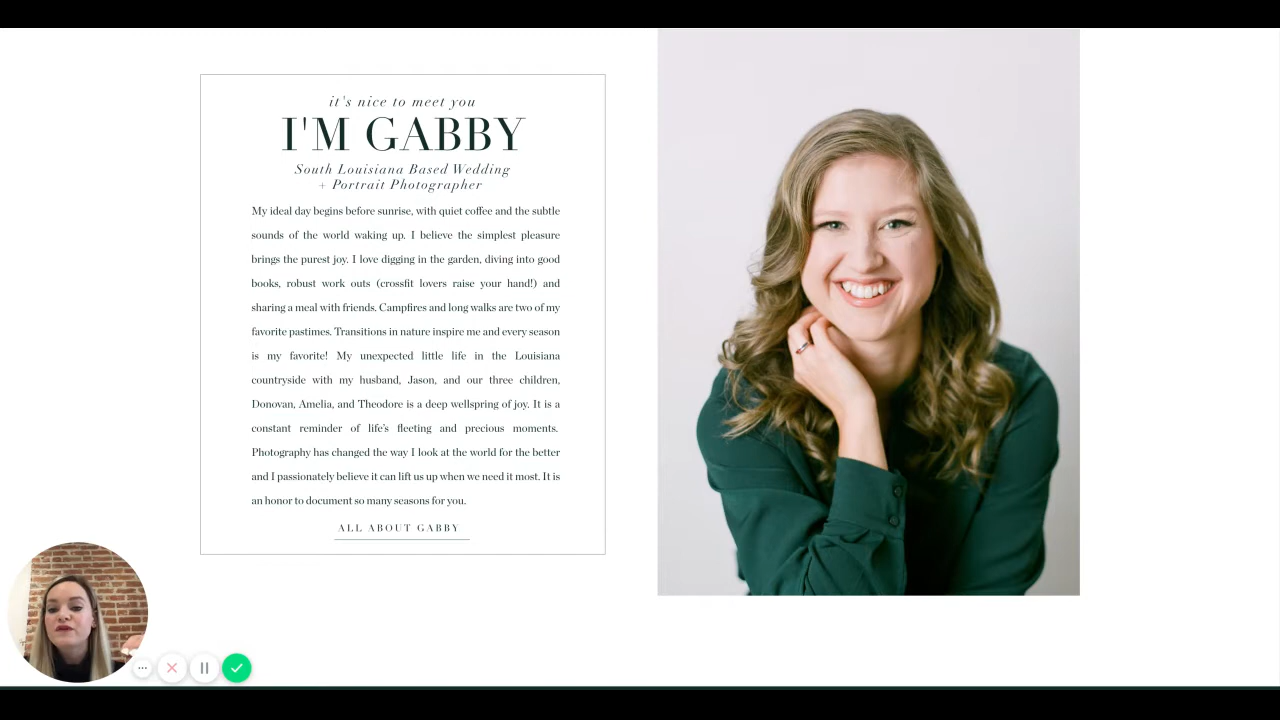 it's nice to meet you
I'M GABBY
South Louisiana Based Wedding
+ Portrait Photographer
My ideal day begins before sunrise, with quiet coffee and the subtle
sounds of the world waking up. I believe the simplest pleasure
brings the purest joy. I love digging in the garden, diving into good
books, robust work outs (crossfit lovers raise your hand!) and
sharing a meal with friends. Campfires and long walks are two of my
favorite pastimes. Transitions in nature inspire me and every season
is my favorite! My unexpected little life in the Louisiana
countryside with my husband, Jason, and our three children,
Donovan, Amelia, and Theodore is a deep wellspring of joy. It is a
constant reminder of life's fleeting and precious moments.
Photography has changed the way I look at the world for the better
and I passionately believe it can lift us up when we need it most. It is
an honor to document so many seasons for you.
ALL ABOUT GABBY